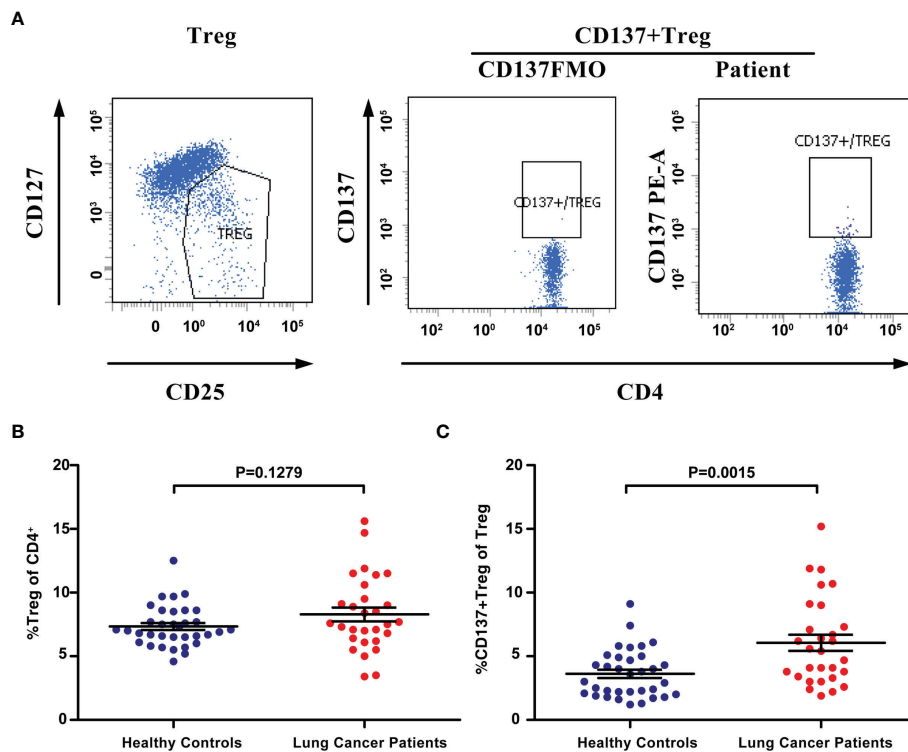 A
Treg
CD137+Treg
CD137FMO
Patient
CD127
10⁵
10⁴
10³
0
TREG
0
10⁰
10⁴
10⁵
CD25
CD137
10⁵
10⁴
10³
10²
CD137+/TREG
10²
10⁰
10⁴
10⁵
CD137 PE-A
10⁵
10⁴
10³
10²
CD137+/TREG
10²
10⁰
10⁴
10⁵
CD4
B
%Treg of CD4⁺
20
15
10
5
0
P=0.1279
Healthy Controls
Lung Cancer Patients
C
%CD137+Treg of Treg
20
15
10
5
0
P=0.0015
Healthy Controls
Lung Cancer Patients